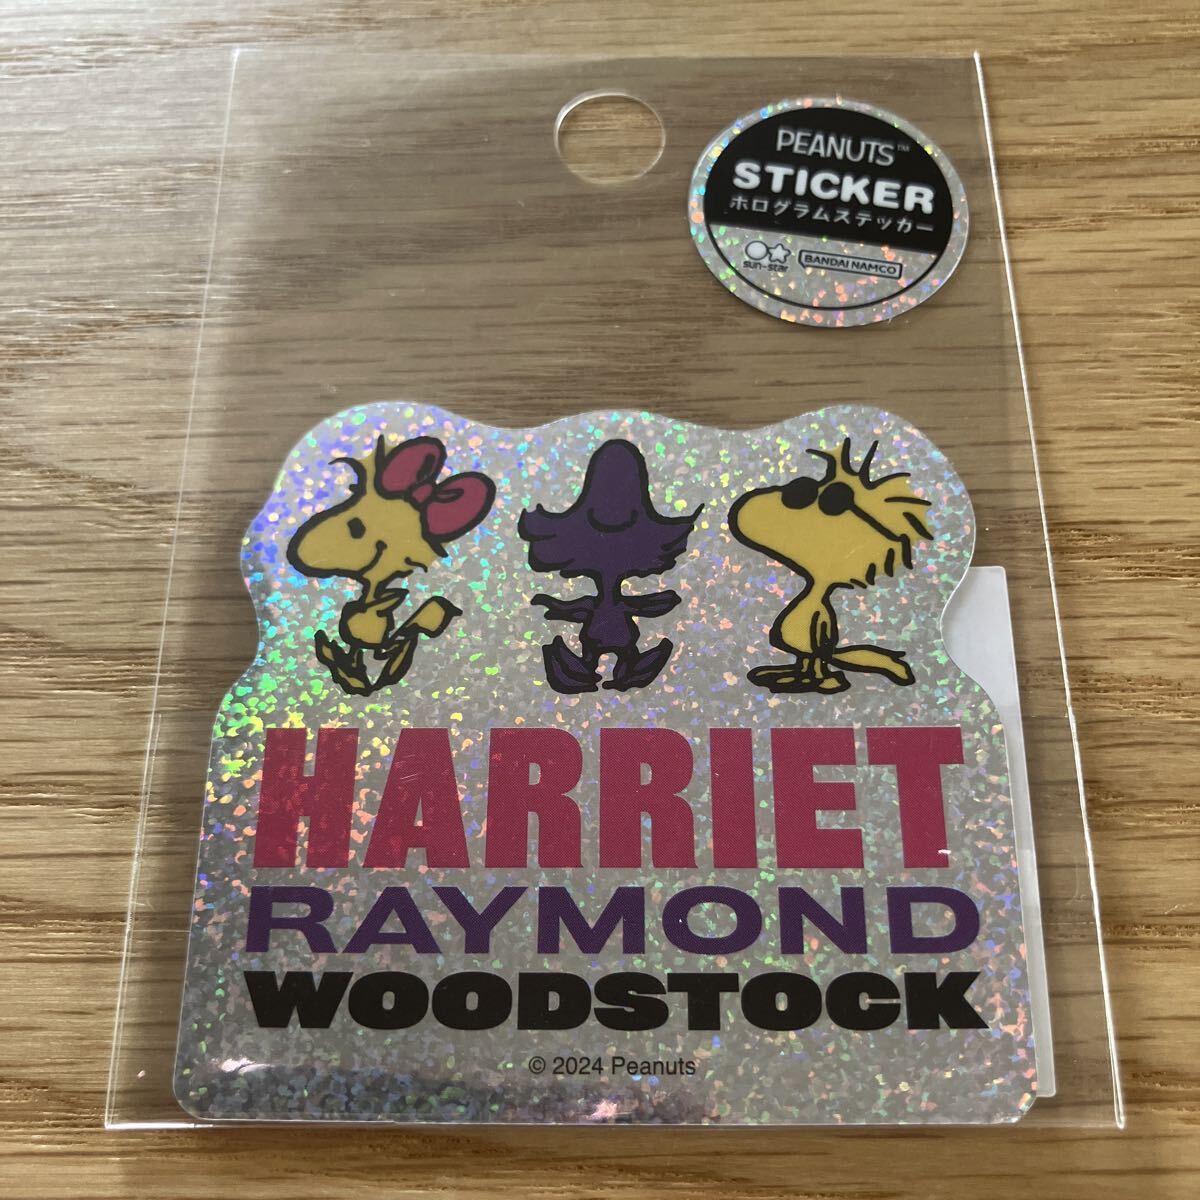 PEANUTS™
STICKER
ホログラムステッカー
sun-star BANDAI NAMCO
HARRIET
RAYMOND
WOODSTOCK
© 2024 Peanuts